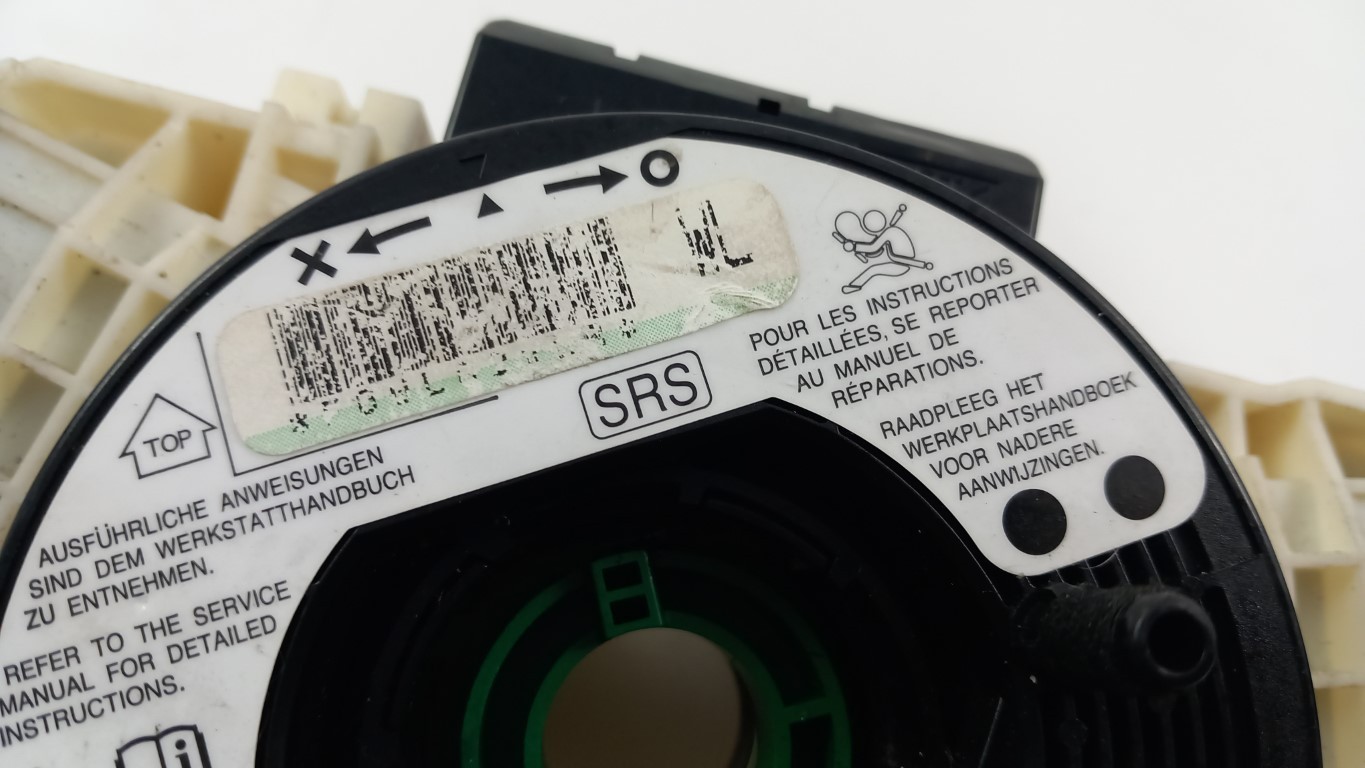 TOP
SRS
AUSFÜHRLICHE ANWEISUNGEN
SIND DEM WERKSTATTHANDBUCH
ZU ENTNEHMEN.
REFER TO THE SERVICE
MANUAL FOR DETAILED
INSTRUCTIONS.
POUR LES INSTRUCTIONS
DÉTAILLÉES, SE REPORTER
AU MANUEL DE
RÉPARATIONS.
RAADPLEEG HET
WERKPLAATSHANDBOEK
VOOR NADERE
AANWIJZINGEN.